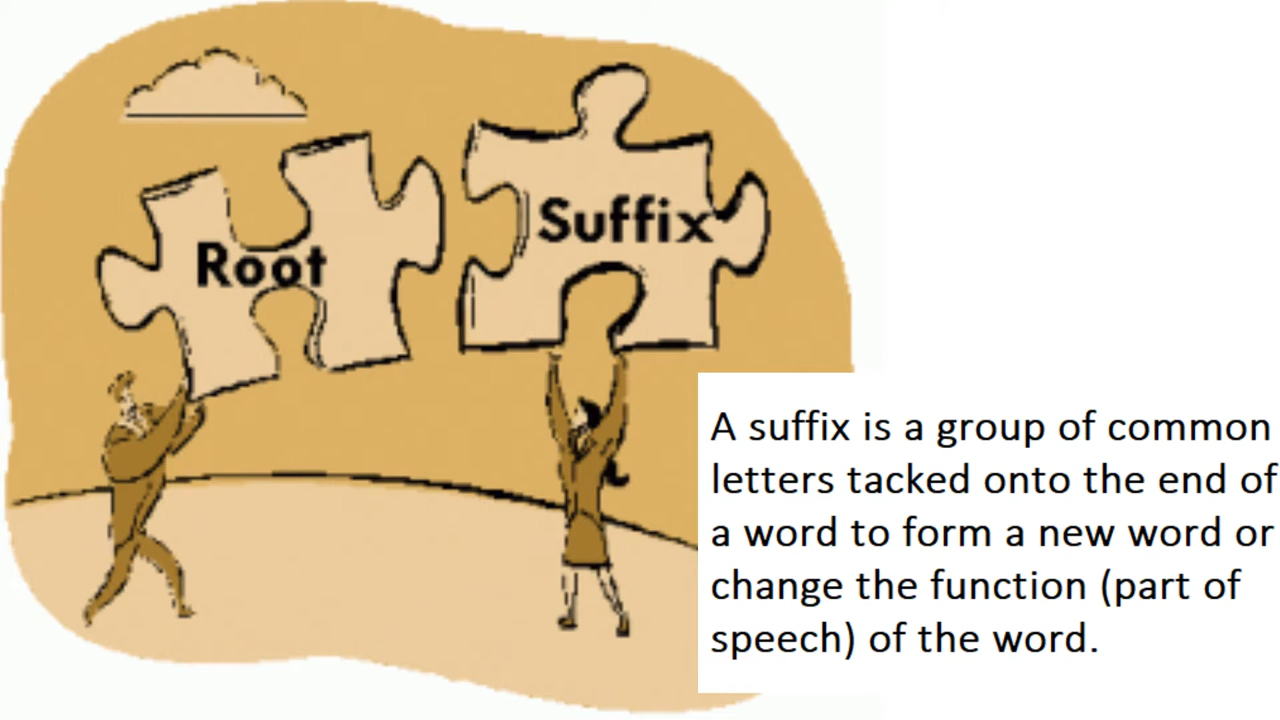 Root
Suffix
A suffix is a group of common
letters tacked onto the end of
a word to form a new word or
change the function (part of
speech) of the word.